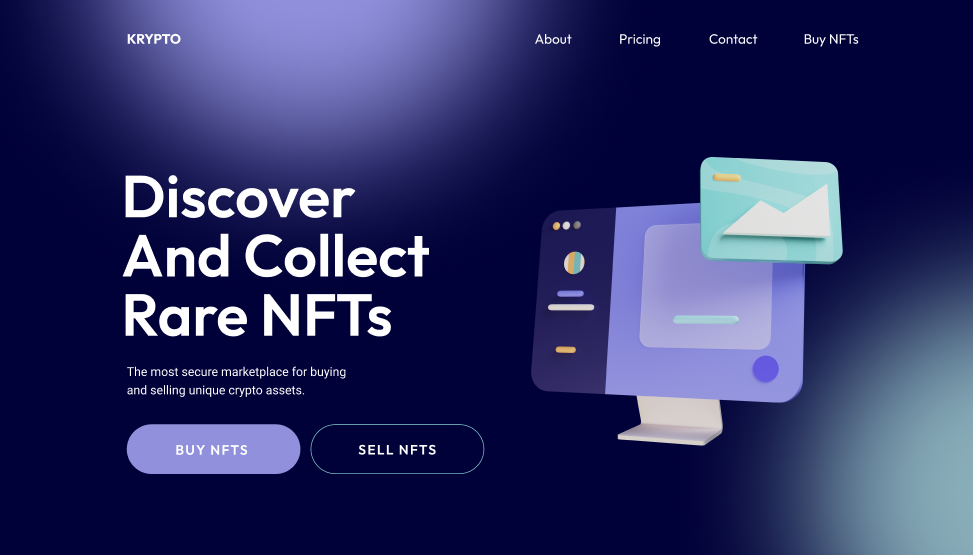 KRYPTO
About
Pricing
Contact
Buy NFTs
Discover
And Collect
Rare NFTs
The most secure marketplace for buying
and selling unique crypto assets.
BUY NFTS
SELL NFTS